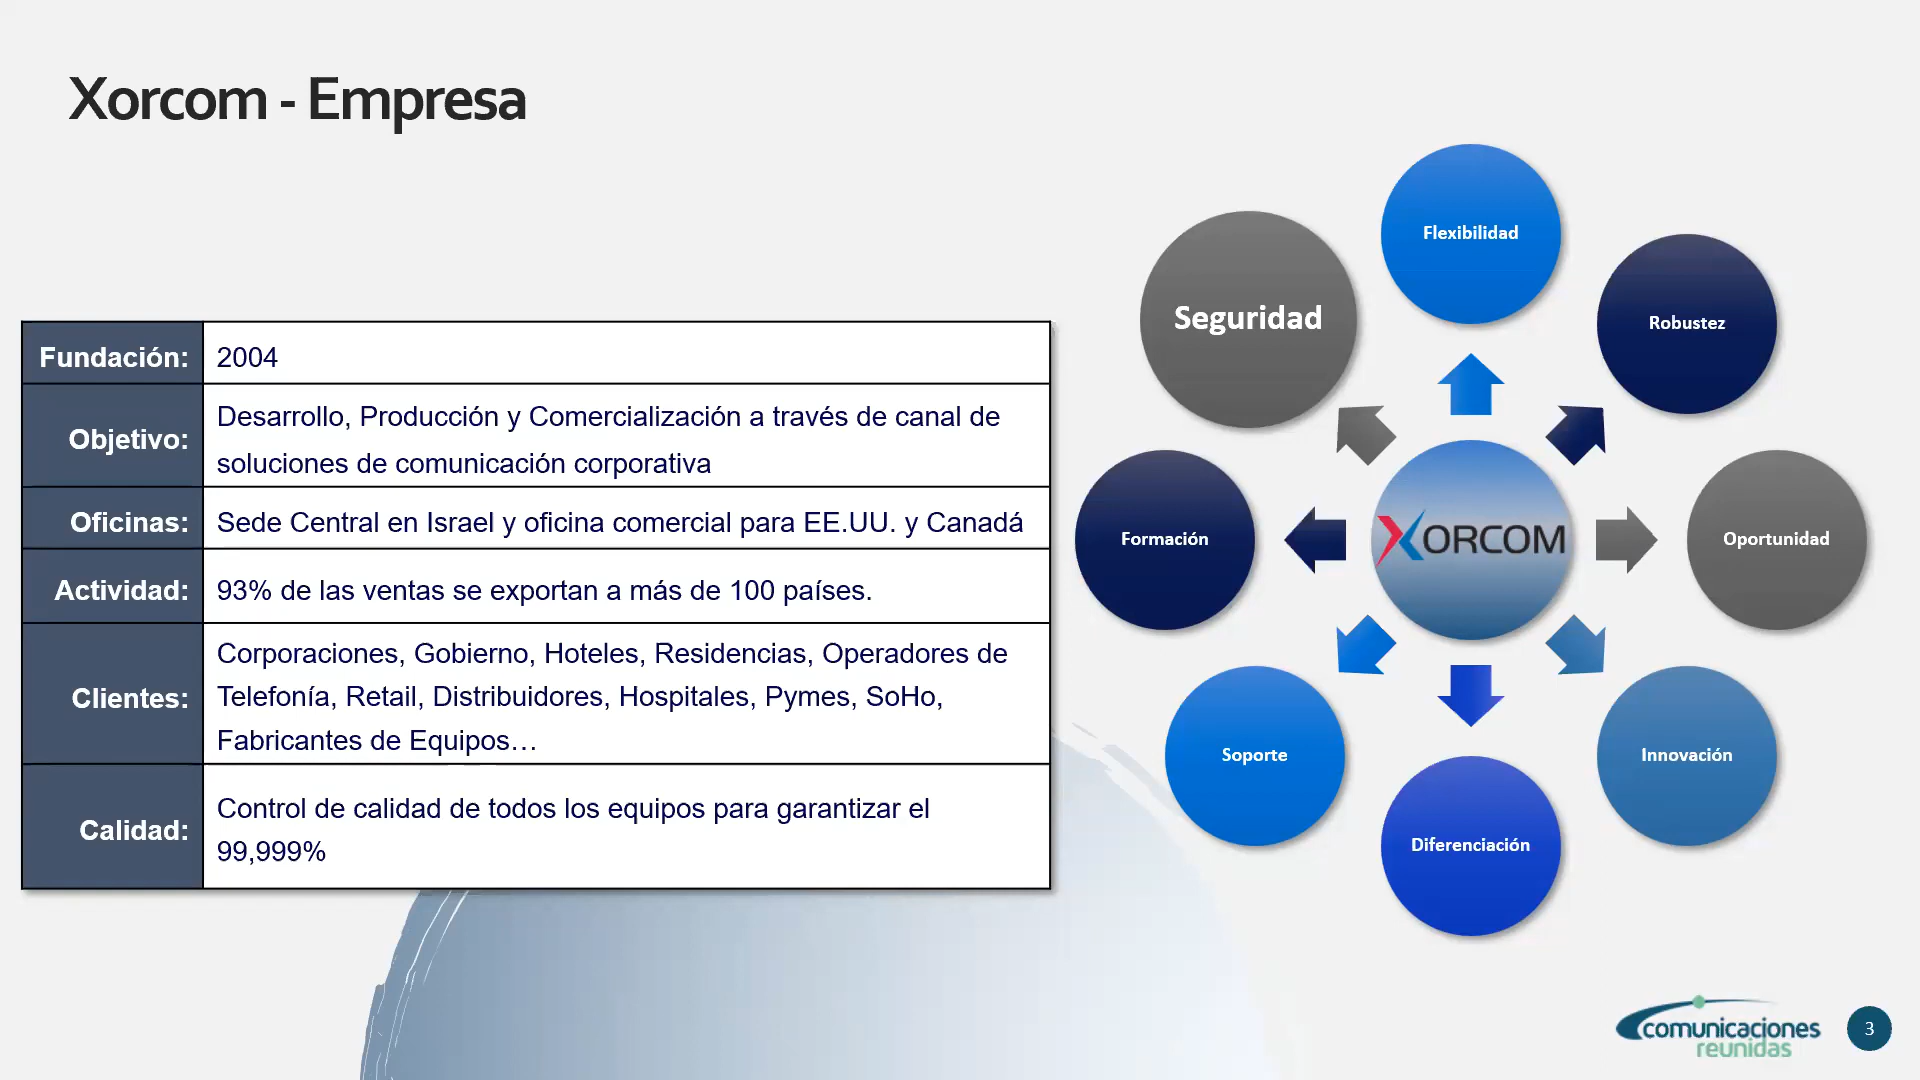 Xorcom - Empresa
Fundación: 2004
Objetivo: Desarrollo, Producción y Comercialización a través de canal de
soluciones de comunicación corporativa
Oficinas: Sede Central en Israel y oficina comercial para EE.UU. y Canadá
Actividad: 93% de las ventas se exportan a más de 100 países.
Clientes: Corporaciones, Gobierno, Hoteles, Residencias, Operadores de
Telefonía, Retail, Distribuidores, Hospitales, Pymes, SoHo,
Fabricantes de Equipos…
Calidad: Control de calidad de todos los equipos para garantizar el
99,999%
Flexibilidad
Seguridad
Robustez
Formación
XORCOM
Oportunidad
Soporte
Innovación
Diferenciación
comunicaciones
reunidas
3